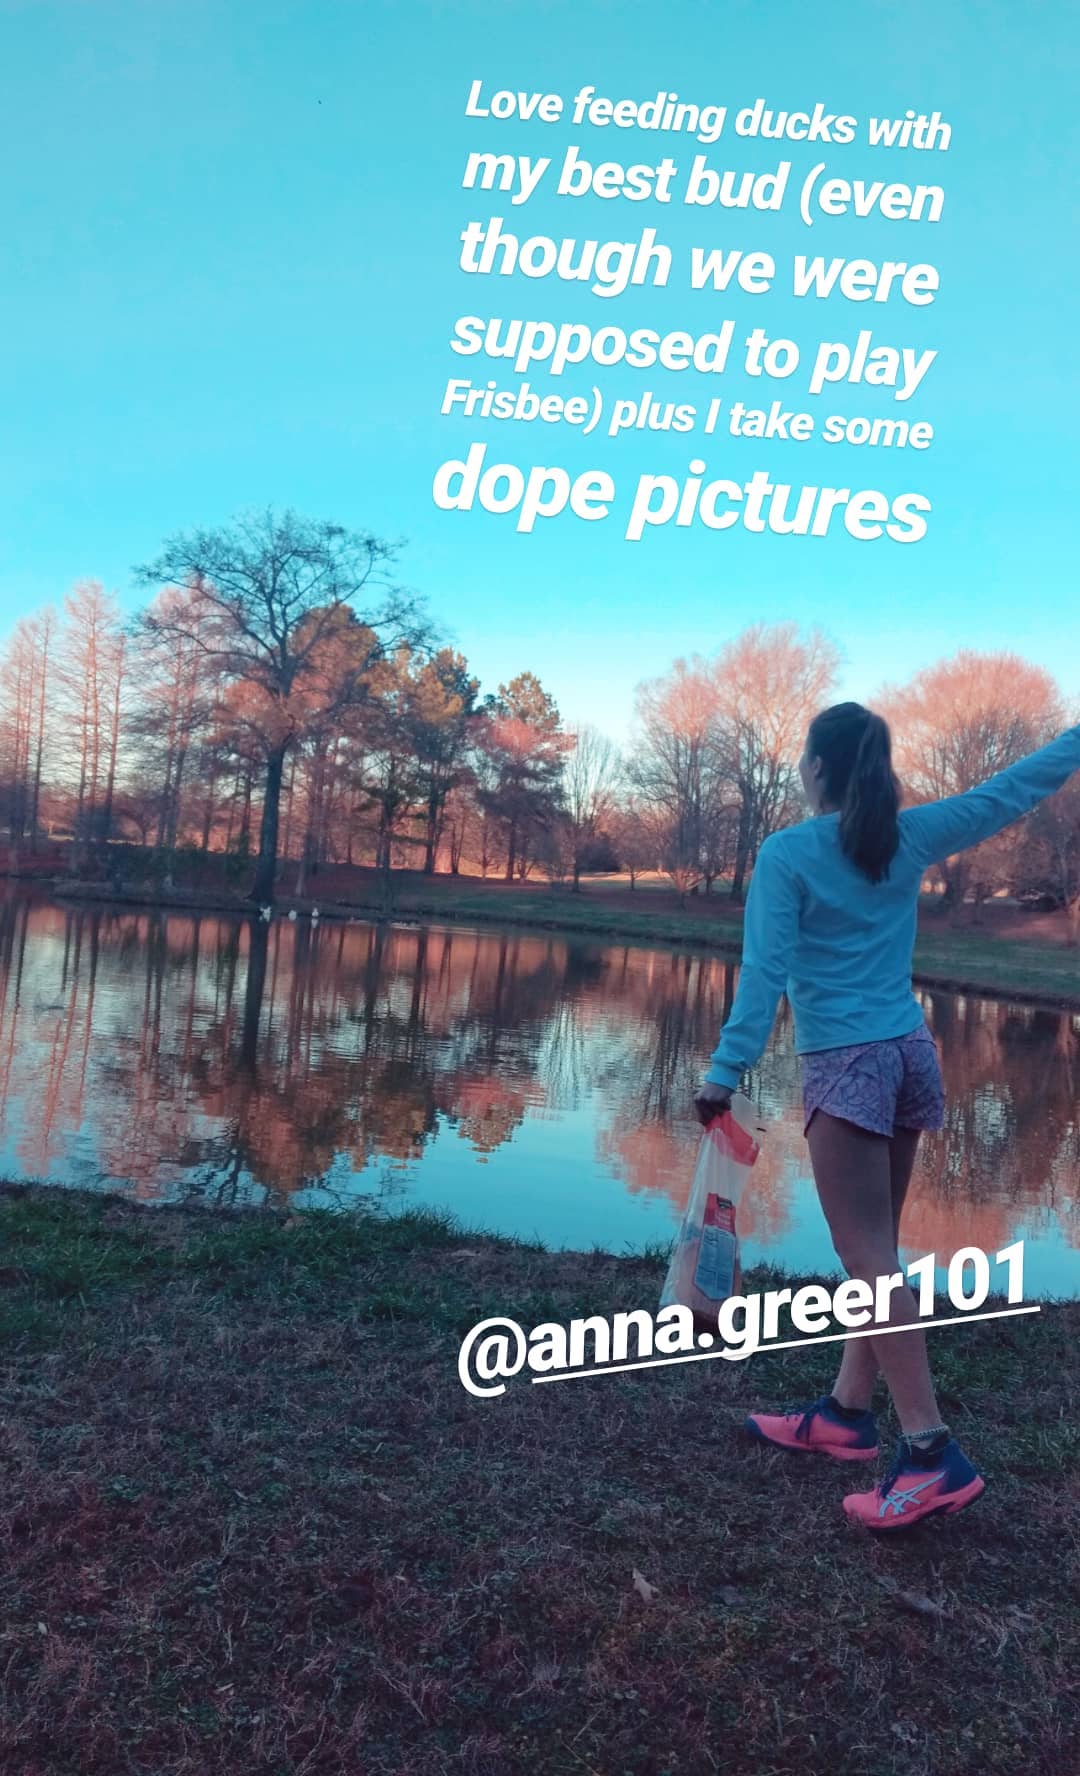 Love feeding ducks with
my best bud (even
though we were
supposed to play
Frisbee) plus I take some
dope pictures
@anna.greer101